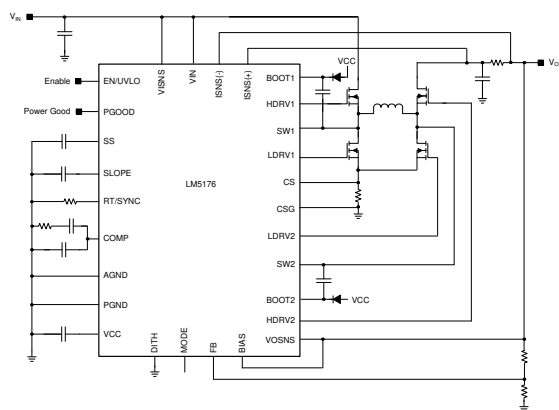 VIN
VCC
VISNS
VIN
ISNS(-)
ISNS(+)
VO
Enable
EN/UVLO
BOOT1
Power Good
PGOOD
HDRV1
SS
SW1
SLOPE
LDRV1
LM5176
RT/SYNC
CS
CSG
COMP
LDRV2
AGND
SW2
PGND
BOOT2
VCC
HDRV2
VCC
VOSNS
DITH
MODE
FB
BIAS